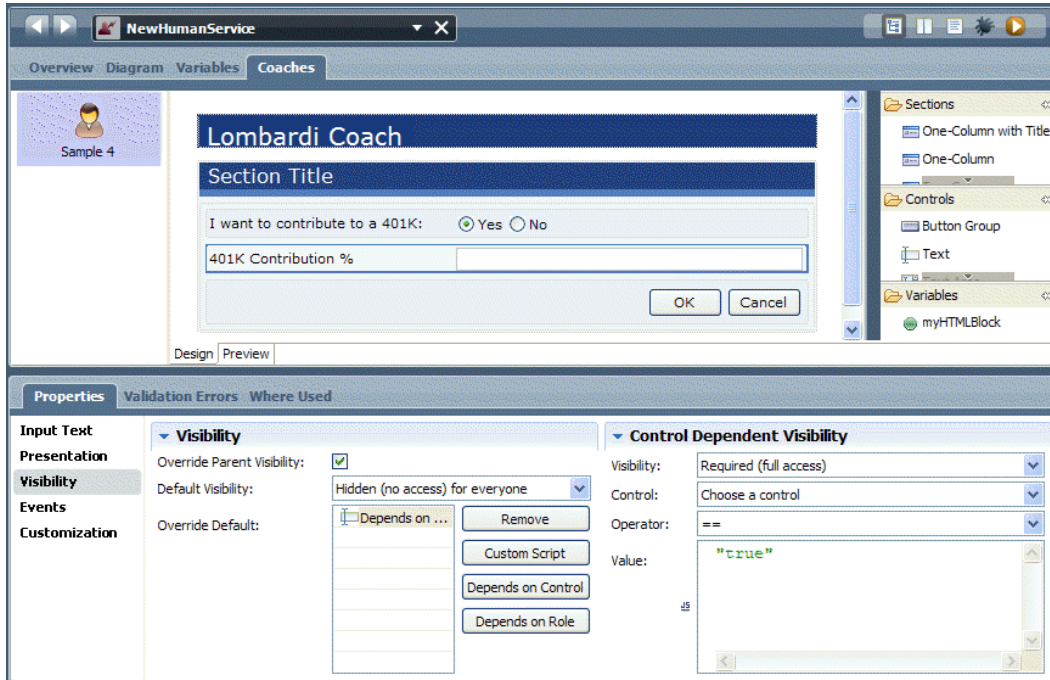 NewHumanService
Overview Diagram Variables Coaches
Sample 4
Lombardi Coach
Section Title
I want to contribute to a 401K: Yes No
401K Contribution %
OK Cancel
Design Preview
Sections
One-Column with Title
One-Column
Controls
Button Group
Text
Variables
myHTMLBlock
Properties Validation Errors Where Used
Input Text
Presentation
Visibility
Events
Customization
Visibility
Override Parent Visibility:
Default Visibility: Hidden (no access) for everyone
Override Default: Depends on ...
Remove
Custom Script
Depends on Control
Depends on Role
Control Dependent Visibility
Visibility: Required (full access)
Control: Choose a control
Operator: ==
Value: "true"
JS